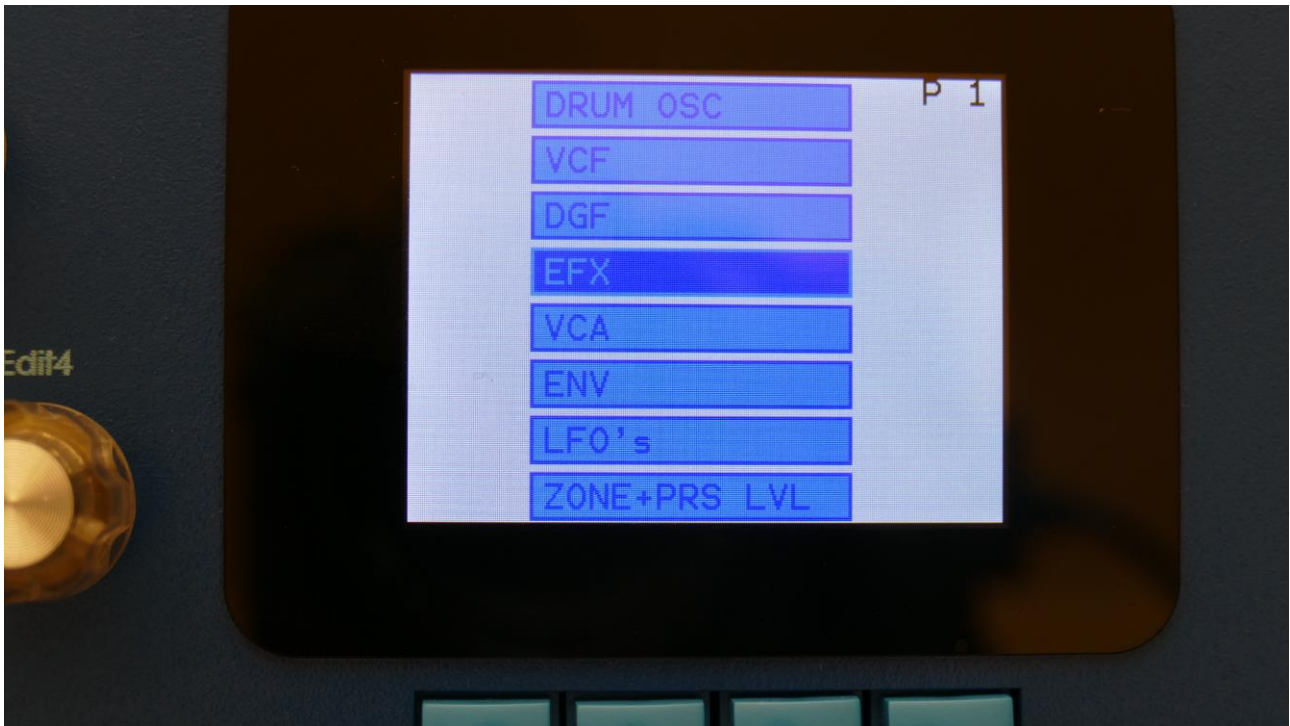 P 1
DRUM OSC
VCF
DGF
EFX
VCA
ENV
LFO's
ZONE+PRS LVL
Edit4